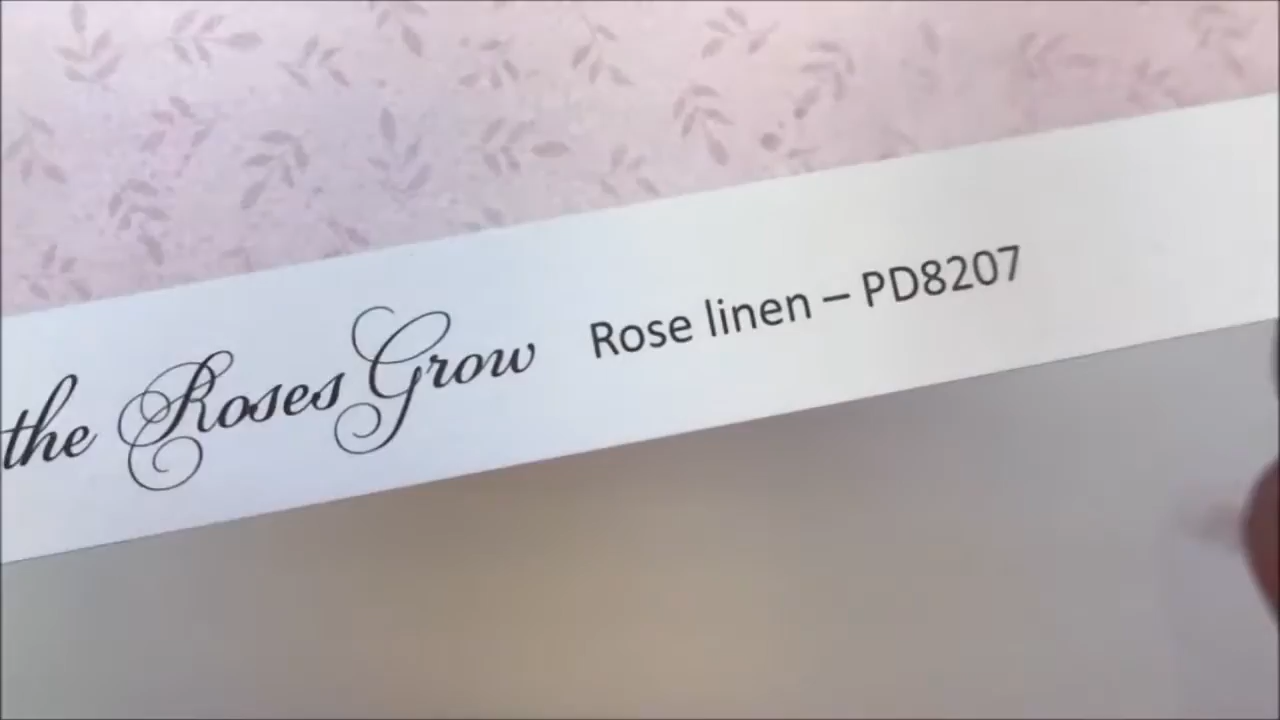 the Roses Grow Rose linen – PD8207